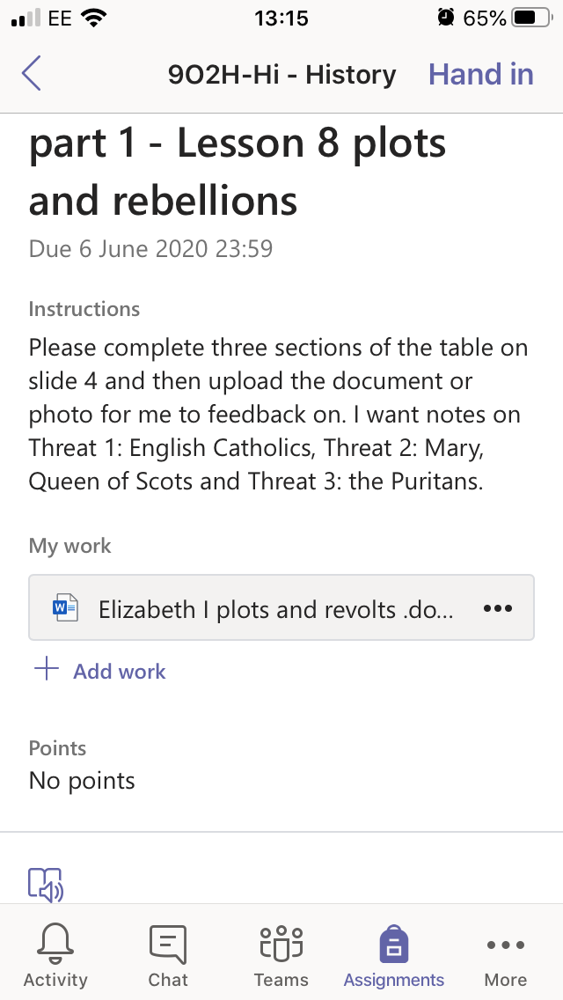 EE 13:15 65%
9O2H-Hi - History Hand in
part 1 - Lesson 8 plots
and rebellions
Due 6 June 2020 23:59
Instructions
Please complete three sections of the table on
slide 4 and then upload the document or
photo for me to feedback on. I want notes on
Threat 1: English Catholics, Threat 2: Mary,
Queen of Scots and Threat 3: the Puritans.
My work
W Elizabeth I plots and revolts .do...
Add work
Points
No points
Activity Chat Teams Assignments More